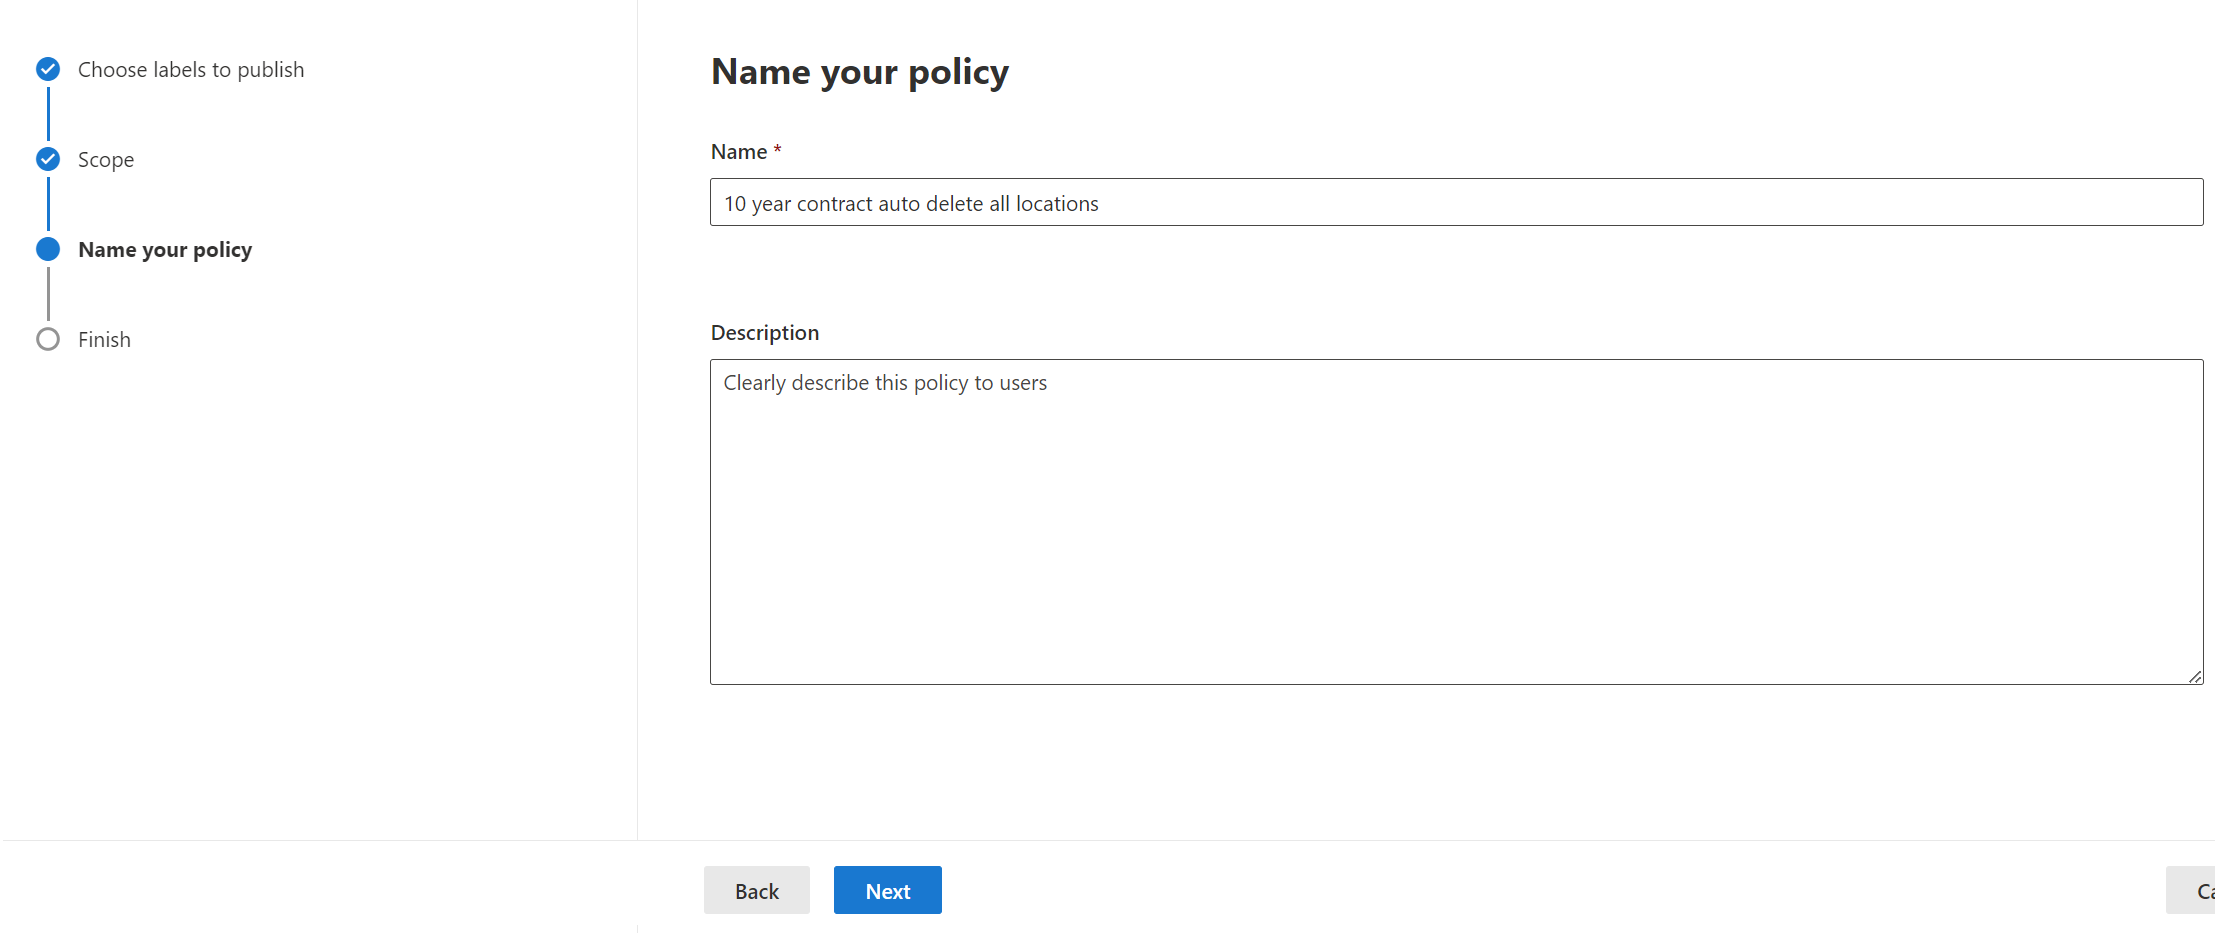 Choose labels to publish
Scope
Name your policy
Finish
Name your policy
Name *
10 year contract auto delete all locations
Description
Clearly describe this policy to users
Back
Next
Ca